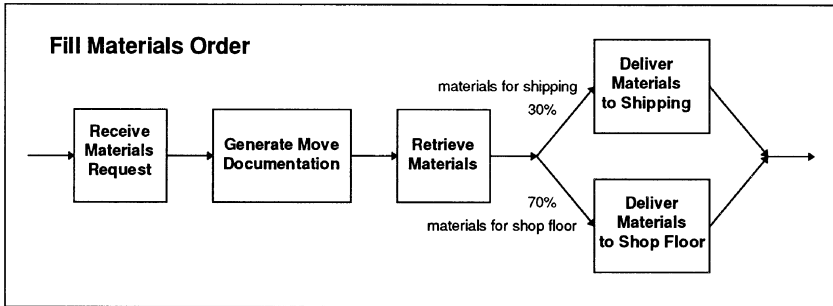 Fill Materials Order
Receive
Materials
Request
Generate Move
Documentation
Retrieve
Materials
materials for shipping
30%
70%
materials for shop floor
Deliver
Materials
to Shipping
Deliver
Materials
to Shop Floor